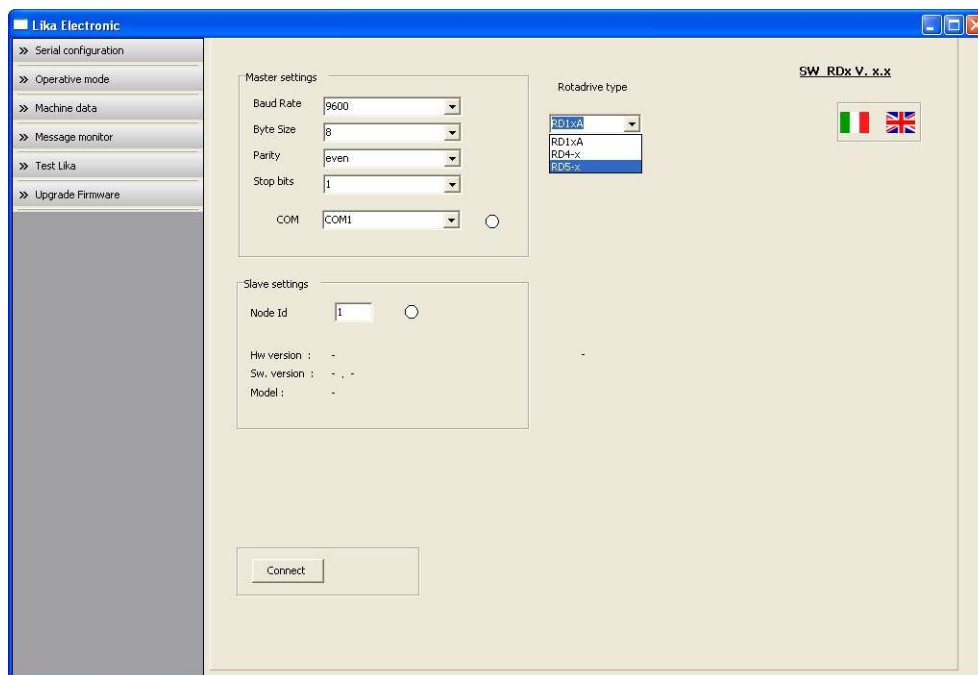 Lika Electronic
» Serial configuration
» Operative mode
» Machine data
» Message monitor
» Test Lika
» Upgrade Firmware
Master settings
Baud Rate 9600
Byte Size 8
Parity even
Stop bits 1
COM COM1
Rotadrive type
RD1xA
RD1xA
RD4-x
RD5-x
SW RDx V. x.x
Slave settings
Node Id 1
Hw version : - -
Sw. version : - . -
Model : -
Connect